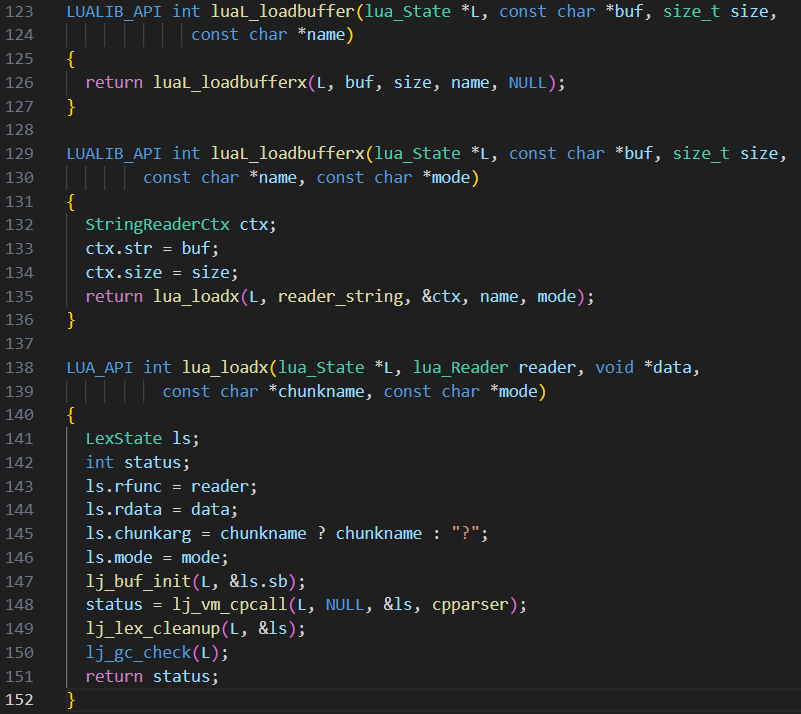 123 LUALIB_API int luaL_loadbuffer(lua_State *L, const char *buf, size_t size,
124 const char *name)
125 {
126 return luaL_loadbufferx(L, buf, size, name, NULL);
127 }
128
129 LUALIB_API int luaL_loadbufferx(lua_State *L, const char *buf, size_t size,
130 const char *name, const char *mode)
131 {
132 StringReaderCtx ctx;
133 ctx.str = buf;
134 ctx.size = size;
135 return lua_loadx(L, reader_string, &ctx, name, mode);
136 }
137
138 LUA_API int lua_loadx(lua_State *L, lua_Reader reader, void *data,
139 const char *chunkname, const char *mode)
140 {
141 LexState ls;
142 int status;
143 ls.rfunc = reader;
144 ls.rdata = data;
145 ls.chunkarg = chunkname ? chunkname : "?";
146 ls.mode = mode;
147 lj_buf_init(L, &ls.sb);
148 status = lj_vm_cpcall(L, NULL, &ls, cpparser);
149 lj_lex_cleanup(L, &ls);
150 lj_gc_check(L);
151 return status;
152 }